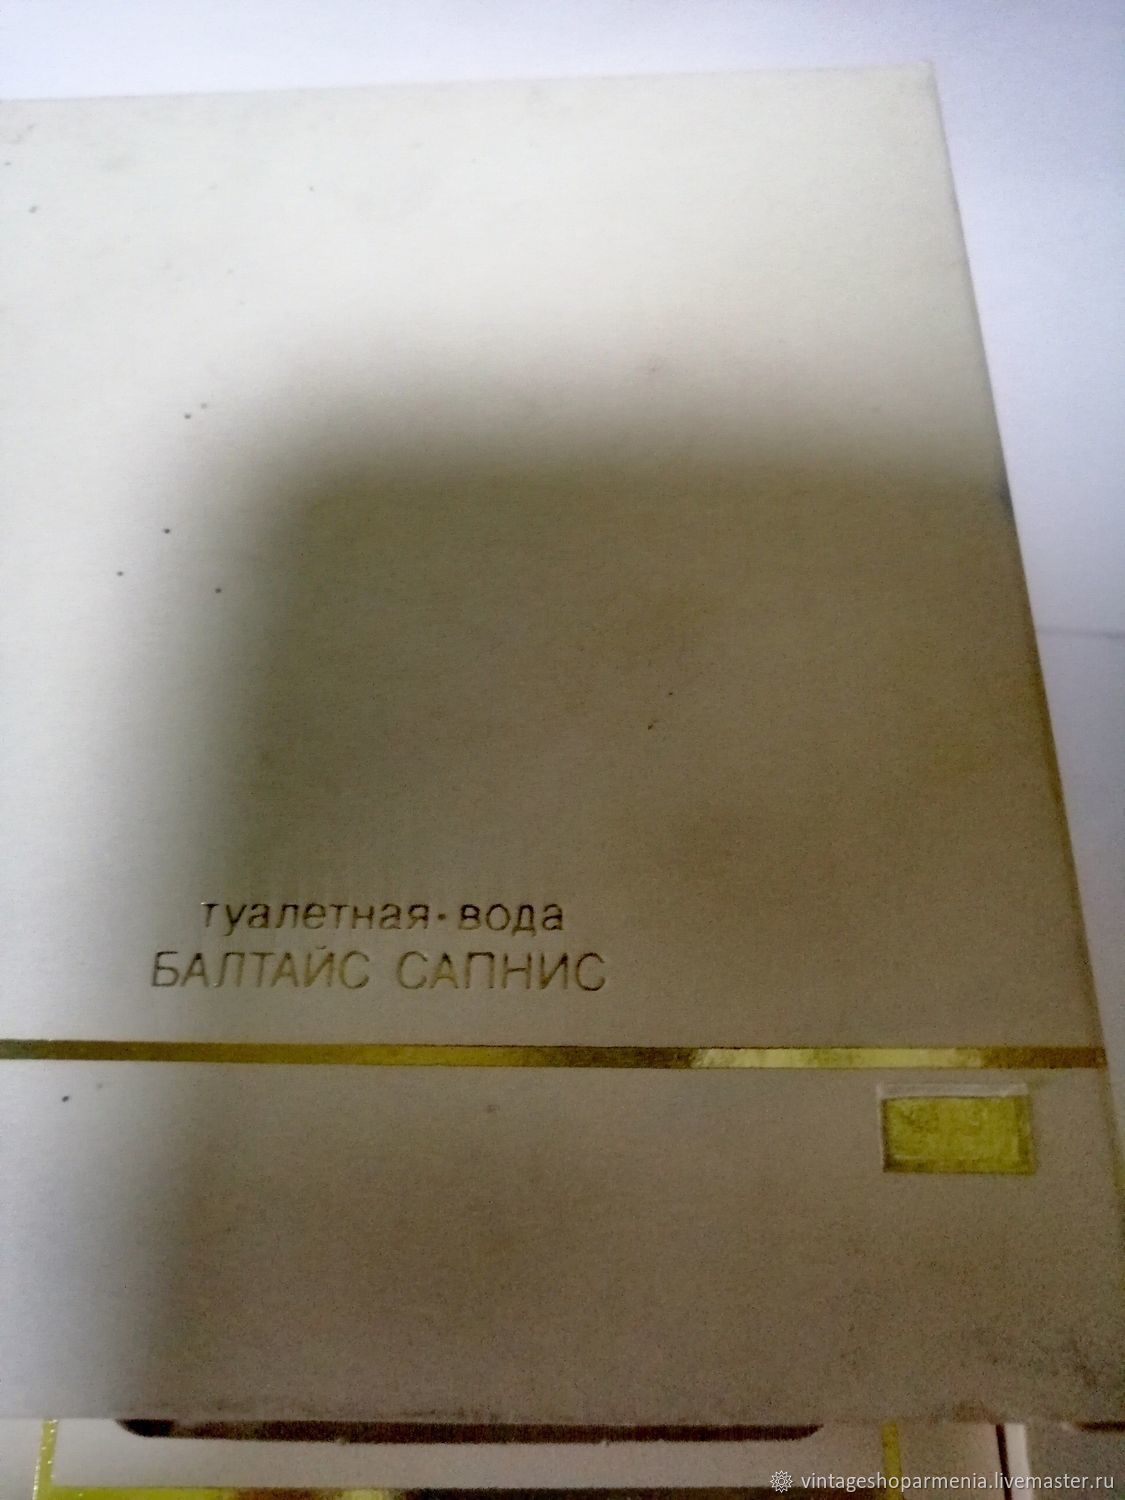 туалетная·вода
БАЛТАЙС САПНИС
vintageshoparmenia.livemaster.ru